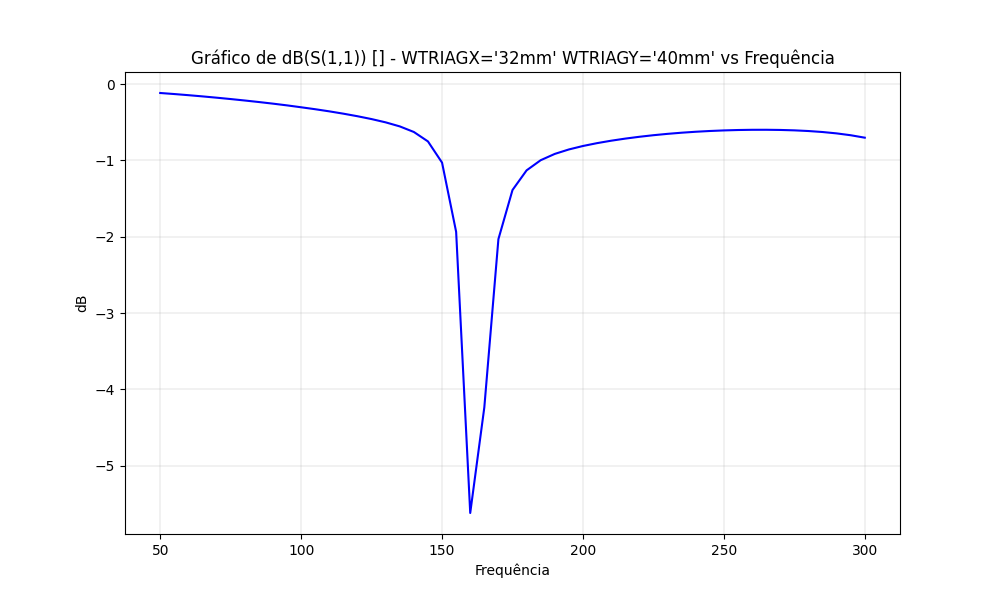 Gráfico de dB(S(1,1)) [] - WTRIAGX='32mm' WTRIAGY='40mm' vs Frequência
0
−1
−2
−3
−4
−5
dB
50 100 150 200 250 300
Frequência